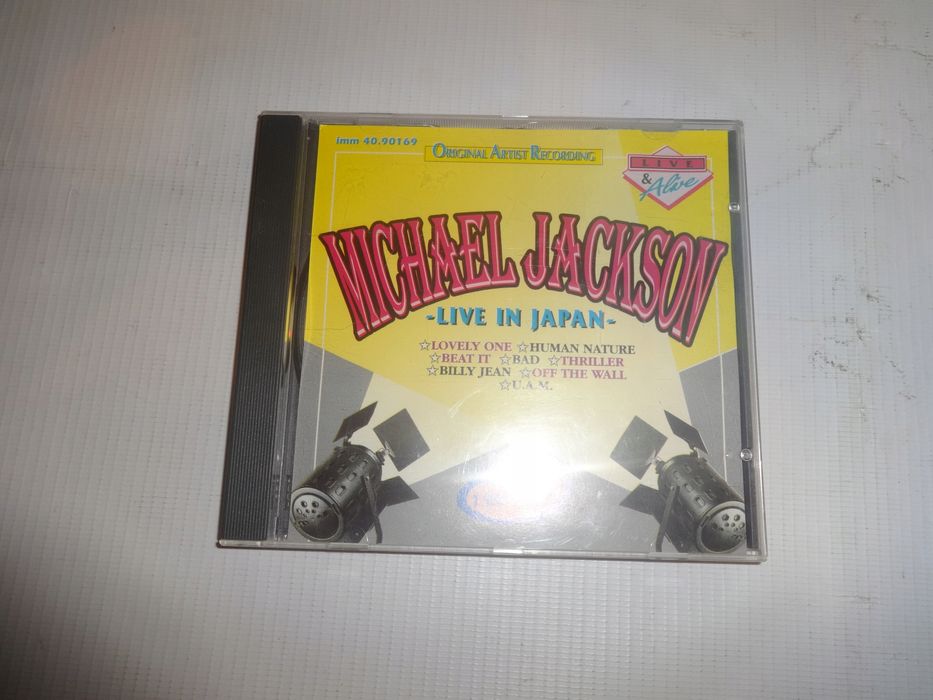 imm 40.90169
ORIGINAL ARTIST RECORDING
LIVE
& Alive
MICHAEL JACKSON
-LIVE IN JAPAN-
☆LOVELY ONE ☆HUMAN NATURE
☆BEAT IT ☆BAD ☆THRILLER
☆BILLY JEAN ☆OFF THE WALL
☆U.A.M.